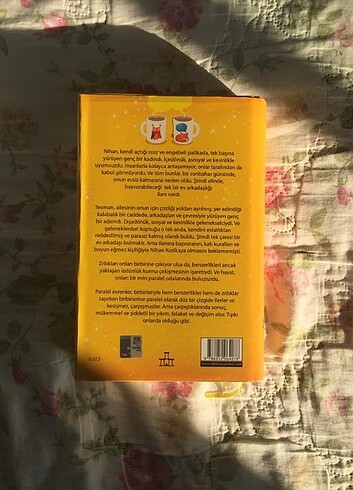 Nihan, kendi açtığı ıssız ve engebeli patikada, tek başına
yürüyen genç bir kadındı. İçedönük, asosyal ve kesinlikle
uyumsuzdu. İnsanlarla kolayca anlaşamıyor, onlar tarafından da
kabul görmüyordu. Ve tüm bunlar, bir sonbahar gününde,
onun evsiz kalmasına neden oldu. Şimdi elinde,
başvurabileceği tek bir ev arkadaşlığı
ilanı vardı.
Teoman, ailesinin onun için çizdiği yoldan ayrılmış; yer edindiği
kalabalık bir caddede, arkadaşları ve çevresiyle yürüyen genç
bir adamdı. Dışadönük, sosyal ve kesinlikle gelenekselciydi. Ve
geleneklerden koptuğu o tek anda, kendini evlatlıktan
reddedilmiş ve parasız kalmış olarak buldu. Şimdi tek çaresi bir
ev arkadaşı bulmaktı. Ama ilanına başvuranın, katı kuralları ve
boyun eğmez kişiliğiyle Nihan Kızılkaya olmasını beklememişti.
Zıtlıkları onları birbirine çekiyor olsa da, benzerlikleri ancak
yaklaşan üstünlük kurma çekişmesinin işaretiydi. Ve hayat,
onları bir evin paralel odalarında buluşturdu.
Paralel evrenler, birbirleriyle hem benzerlikler hem de zıtlıklar
taşırken birbirlerine paralel olarak düz bir çizgide ilerler ve
kesişmez, çarpışmazlar. Ama çarpıştıklarında sonuç,
mükemmel ve şiddetli bir yıkım, felaket ve değişim olur. Tıpkı
onlarda olduğu gibi.
₺ 27,5